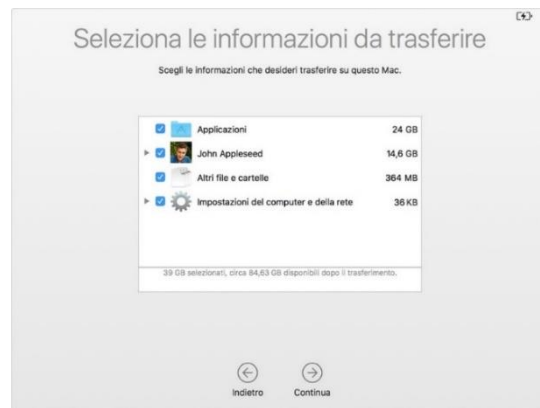 Seleziona le informazioni da trasferire
Scegli le informazioni che desideri trasferire su questo Mac.
Applicazioni 24 GB
John Appleseed 14,6 GB
Altri file e cartelle 364 MB
Impostazioni del computer e della rete 36 KB
39 GB selezionati, circa 84,63 GB disponibili dopo il trasferimento.
Indietro Continua